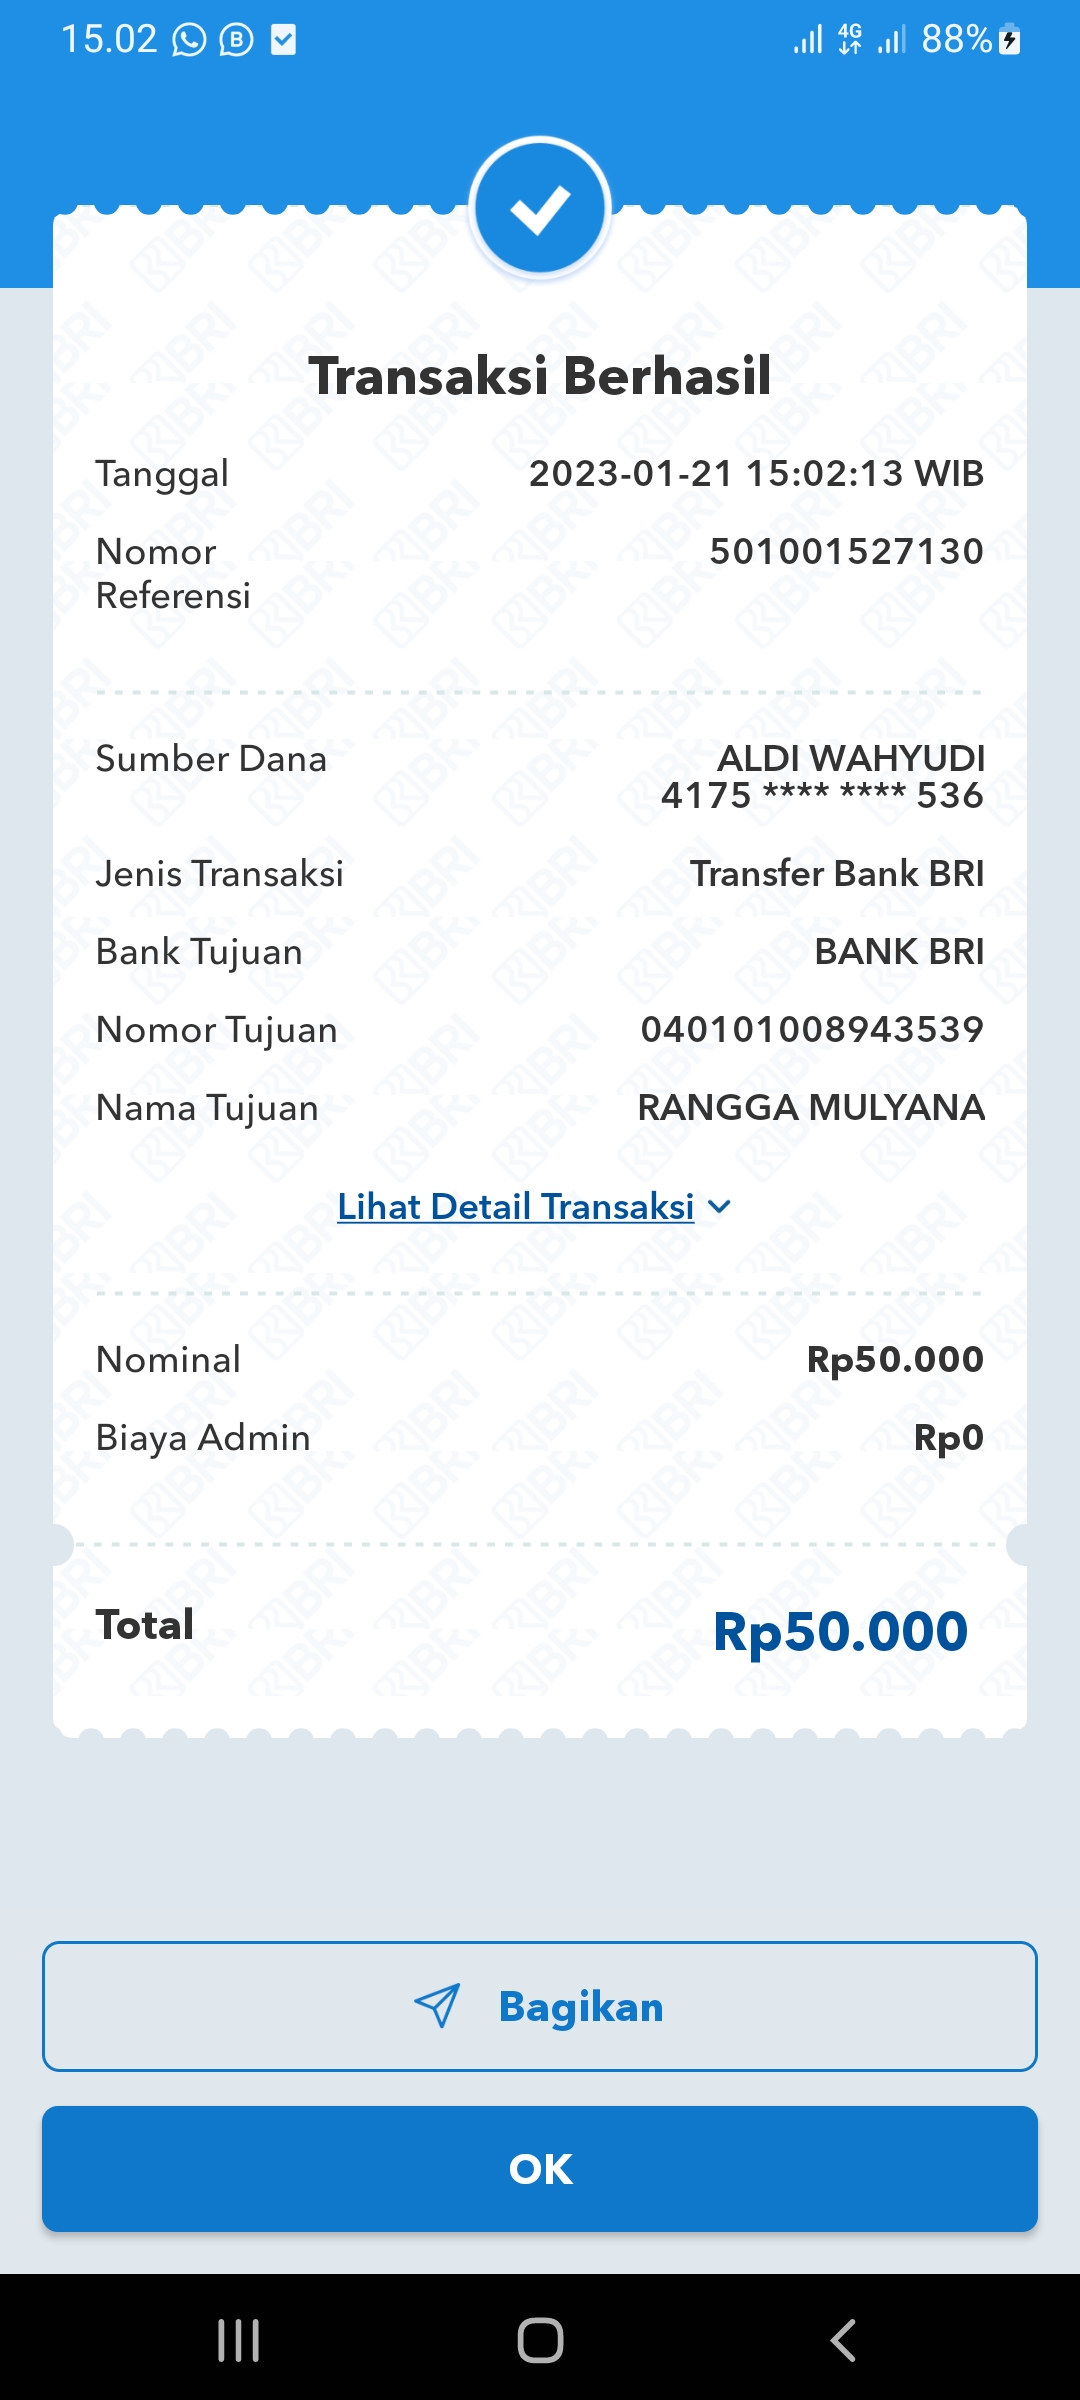 15.02 4G 88%
Transaksi Berhasil
Tanggal 2023-01-21 15:02:13 WIB
Nomor 501001527130
Referensi
Sumber Dana ALDI WAHYUDI
4175 **** **** 536
Jenis Transaksi Transfer Bank BRI
Bank Tujuan BANK BRI
Nomor Tujuan 040101008943539
Nama Tujuan RANGGA MULYANA
Lihat Detail Transaksi
Nominal Rp50.000
Biaya Admin Rp0
Total Rp50.000
Bagikan
OK